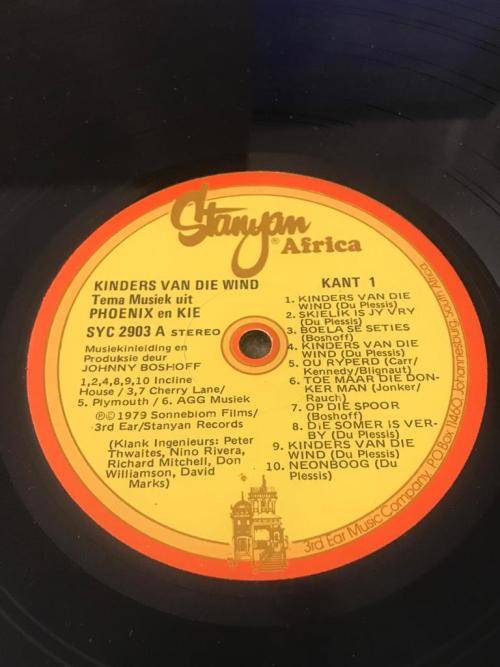 Stanyan
® Africa
KINDERS VAN DIE WIND
Tema Musiek uit
PHOENIX en KIE
SYC 2903 A STEREO
Musiekinleiding en
Produksie deur
JOHNNY BOSHOFF
1,2,4,8,9,10 Incline
House / 3,7 Cherry Lane/
5. Plymouth / 6. AGG Musiek
℗©1979 Sonnebiom Films/
3rd Ear/Stanyan Records
(Klank Ingenieurs: Peter
Thwaites, Nino Rivera,
Richard Mitchell, Don
Williamson, David
Marks)
KANT 1
1. KINDERS VAN DIE
WIND (Du Plessis)
2. SKIELIK IS JY VRY
(Du Plessis)
3. BOELA SE SETIES
(Boshoff)
4. KINDERS VAN DIE
WIND (Du Plessis)
5. OU RYPERD (Carr/
Kennedy/Blignaut)
6. TOE MAAR DIE DON-
KER MAN (Jonker/
Rauch)
7. OP DIE SPOOR
(Boshoff)
8. DIE SOMER IS VER-
BY (Du Plessis)
9. KINDERS VAN DIE
WIND (Du Plessis)
10. NEONBOOG (Du
Plessis)
3rd Ear Music Company. P.O.Box 11460 Johannesburg. South Africa